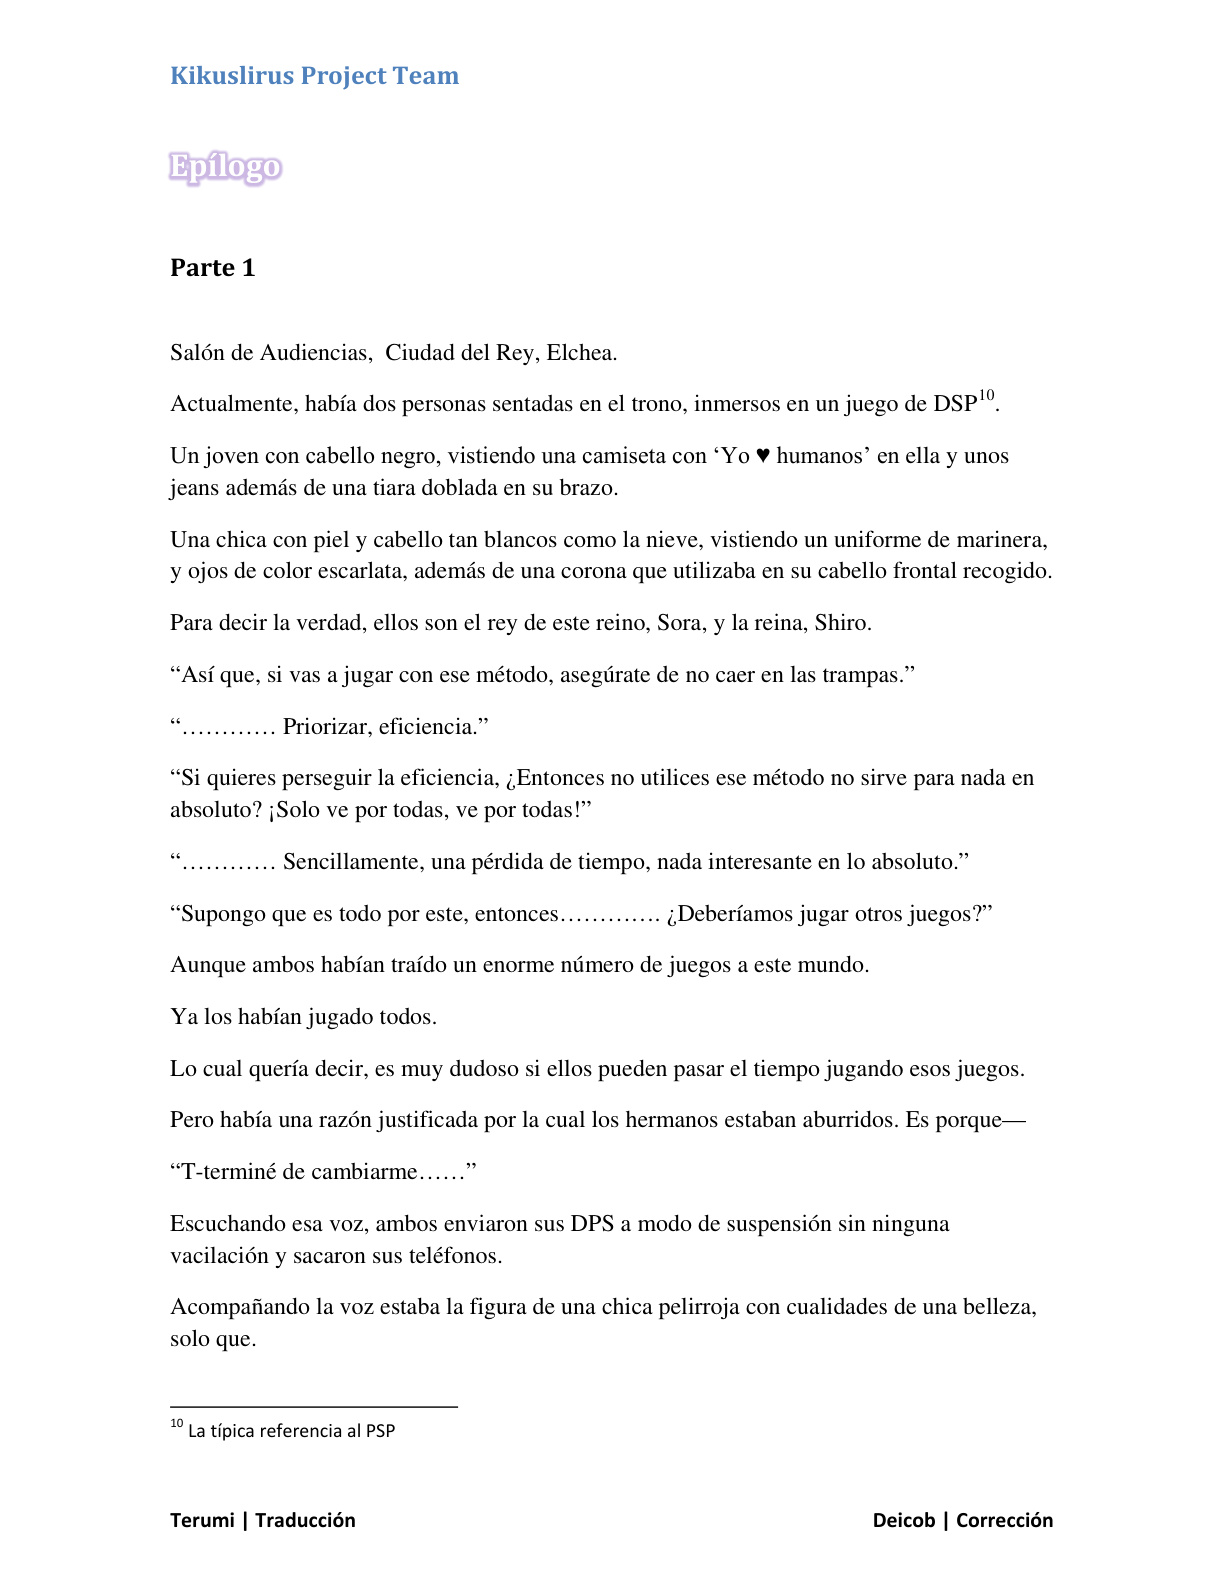 Kikuslirus Project Team
Epílogo
Parte 1
Salón de Audiencias,  Ciudad del Rey, Elchea.
Actualmente, había dos personas sentadas en el trono, inmersos en un juego de DSP10.
Un joven con cabello negro, vistiendo una camiseta con ‘Yo ♥ humanos’ en ella y unos
jeans además de una tiara doblada en su brazo.
Una chica con piel y cabello tan blancos como la nieve, vistiendo un uniforme de marinera,
y ojos de color escarlata, además de una corona que utilizaba en su cabello frontal recogido.
Para decir la verdad, ellos son el rey de este reino, Sora, y la reina, Shiro.
“Así que, si vas a jugar con ese método, asegúrate de no caer en las trampas.”
“………… Priorizar, eficiencia.”
“Si quieres perseguir la eficiencia, ¿Entonces no utilices ese método no sirve para nada en
absoluto? ¡Solo ve por todas, ve por todas!”
“………… Sencillamente, una pérdida de tiempo, nada interesante en lo absoluto.”
“Supongo que es todo por este, entonces…………. ¿Deberíamos jugar otros juegos?”
Aunque ambos habían traído un enorme número de juegos a este mundo.
Ya los habían jugado todos.
Lo cual quería decir, es muy dudoso si ellos pueden pasar el tiempo jugando esos juegos.
Pero había una razón justificada por la cual los hermanos estaban aburridos. Es porque—
“T-terminé de cambiarme……”
Escuchando esa voz, ambos enviaron sus DPS a modo de suspensión sin ninguna
vacilación y sacaron sus teléfonos.
Acompañando la voz estaba la figura de una chica pelirroja con cualidades de una belleza,
solo que.
10 La típica referencia al PSP
Terumi | Traducción
Deicob | Corrección